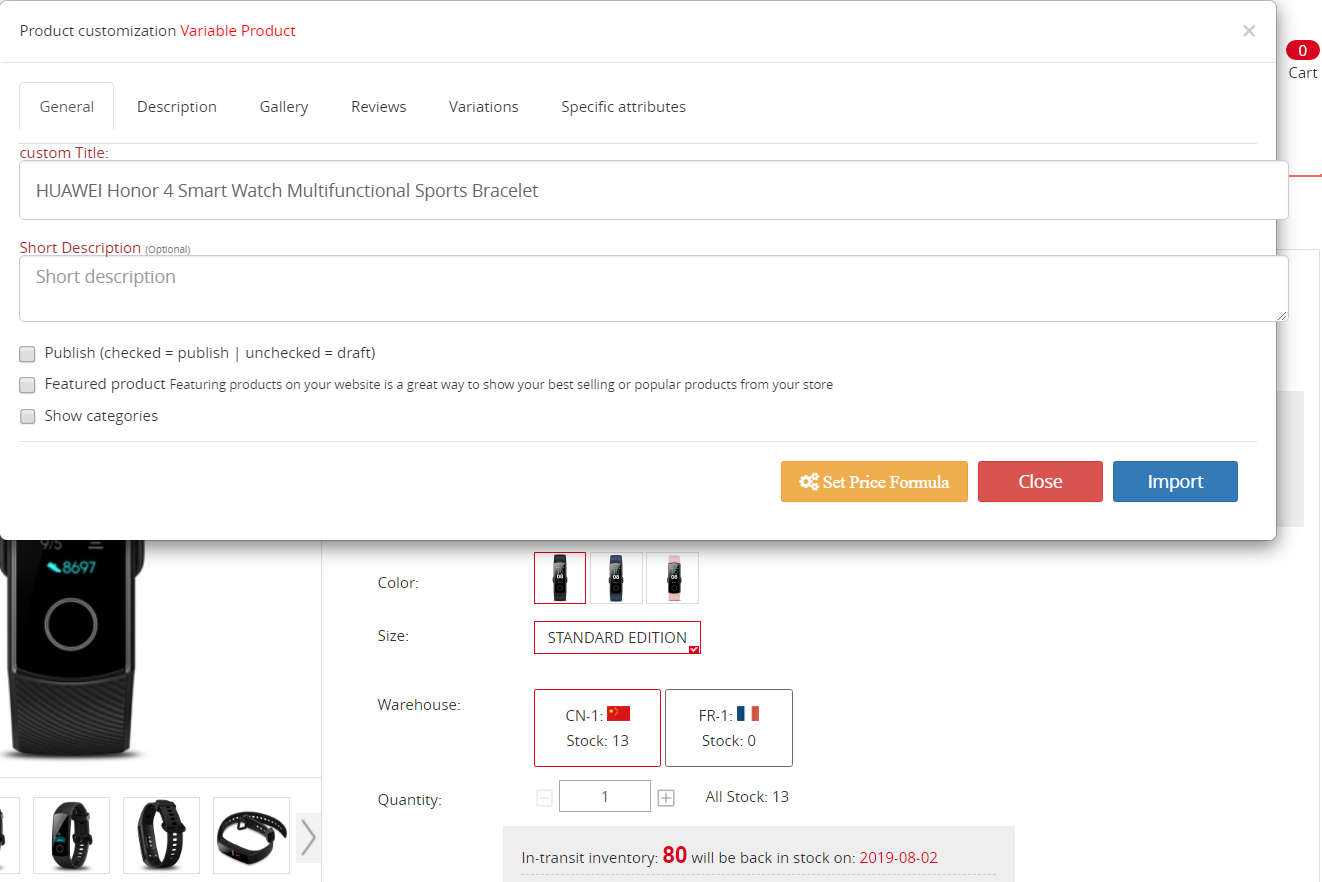 Product customization Variable Product
×
0
Cart
General Description Gallery Reviews Variations Specific attributes
custom Title:
HUAWEI Honor 4 Smart Watch Multifunctional Sports Bracelet
Short Description (Optional)
Short description
Publish (checked = publish | unchecked = draft)
Featured product Featuring products on your website is a great way to show your best selling or popular products from your store
Show categories
Set Price Formula Close Import
9/5
8697
Color:
08 08 08
Size:
STANDARD EDITION
Warehouse:
CN-1: FR-1:
Stock: 13 Stock: 0
Quantity:
1
All Stock: 13
In-transit inventory: 80 will be back in stock on: 2019-08-02